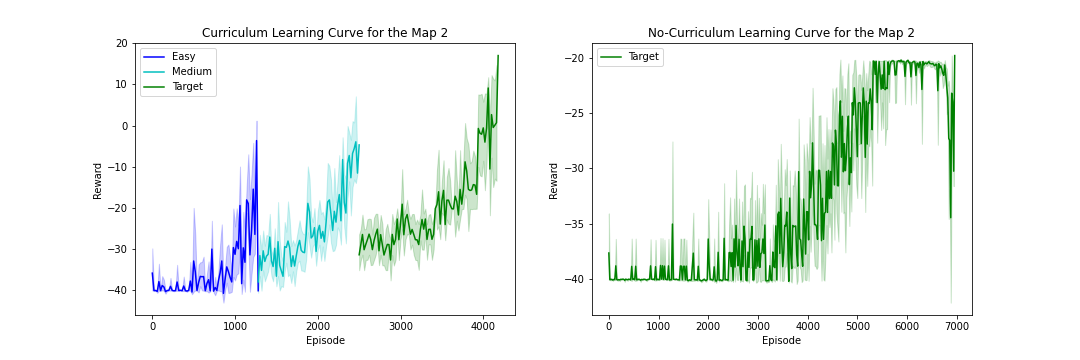 Curriculum Learning Curve for the Map 2
20
10
0
−10
−20
−30
−40
Reward
Easy
Medium
Target
0
1000
2000
3000
4000
Episode
No-Curriculum Learning Curve for the Map 2
−20
−25
−30
−35
−40
Reward
Target
0
1000
2000
3000
4000
5000
6000
7000
Episode